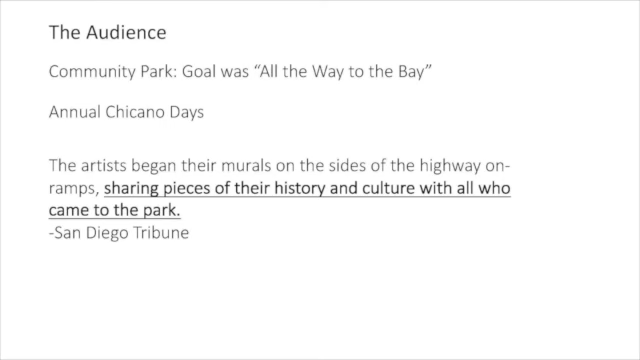 The Audience
Community Park: Goal was “All the Way to the Bay”
Annual Chicano Days
The artists began their murals on the sides of the highway on-
ramps, sharing pieces of their history and culture with all who
came to the park.
-San Diego Tribune